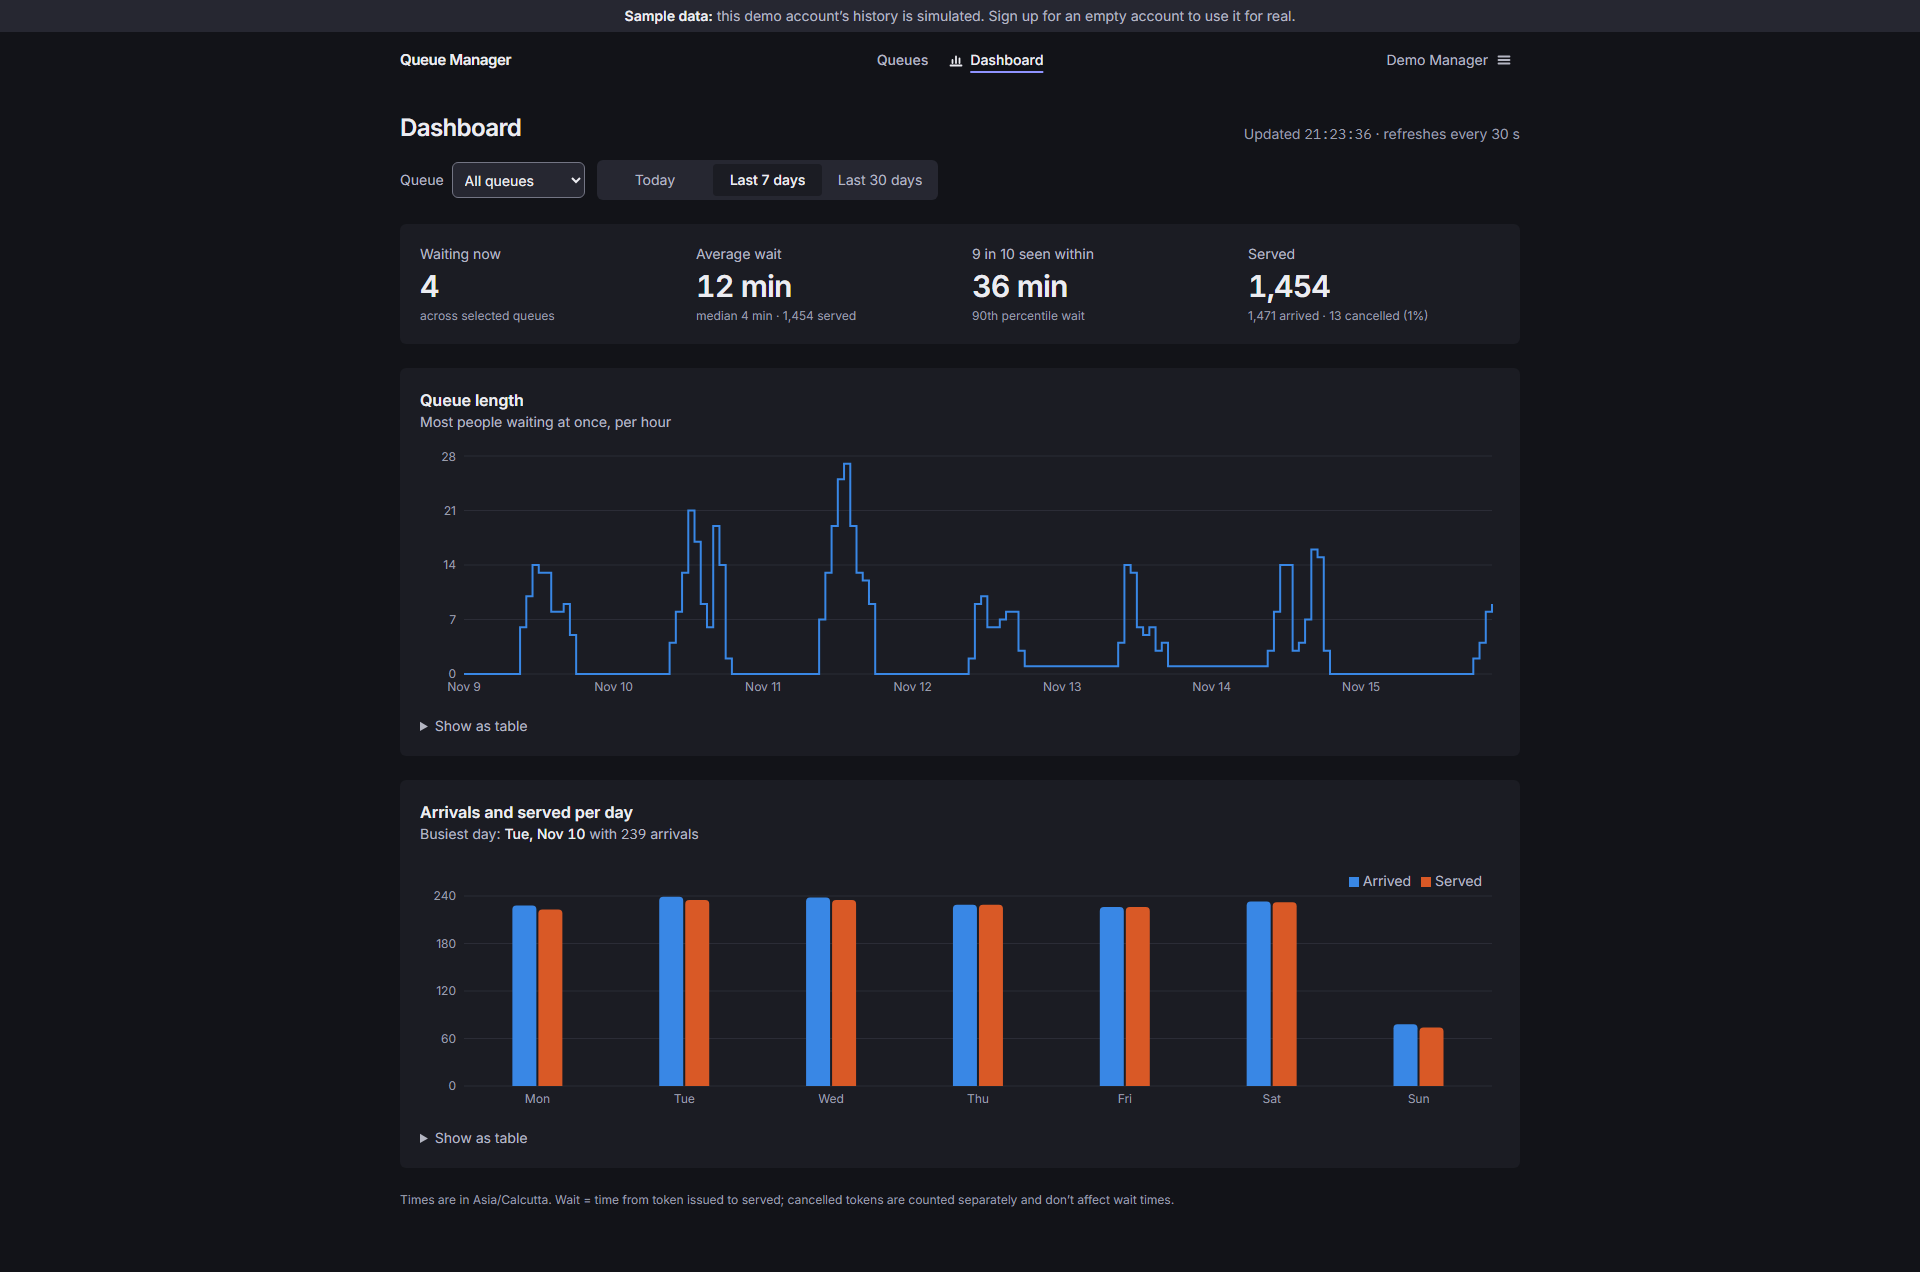 Sample data: this demo account’s history is simulated. Sign up for an empty account to use it for real.
Queue Manager
Queues
Dashboard
Demo Manager
Dashboard
Updated 21:23:36 · refreshes every 30 s
Queue
All queues
Today
Last 7 days
Last 30 days
Waiting now
4
across selected queues
Average wait
12 min
median 4 min · 1,454 served
9 in 10 seen within
36 min
90th percentile wait
Served
1,454
1,471 arrived · 13 cancelled (1%)
Queue length
Most people waiting at once, per hour
28
21
14
7
0
Nov 9
Nov 10
Nov 11
Nov 12
Nov 13
Nov 14
Nov 15
Show as table
Arrivals and served per day
Busiest day: Tue, Nov 10 with 239 arrivals
Arrived
Served
240
180
120
60
0
Mon
Tue
Wed
Thu
Fri
Sat
Sun
Show as table
Times are in Asia/Calcutta. Wait = time from token issued to served; cancelled tokens are counted separately and don’t affect wait times.